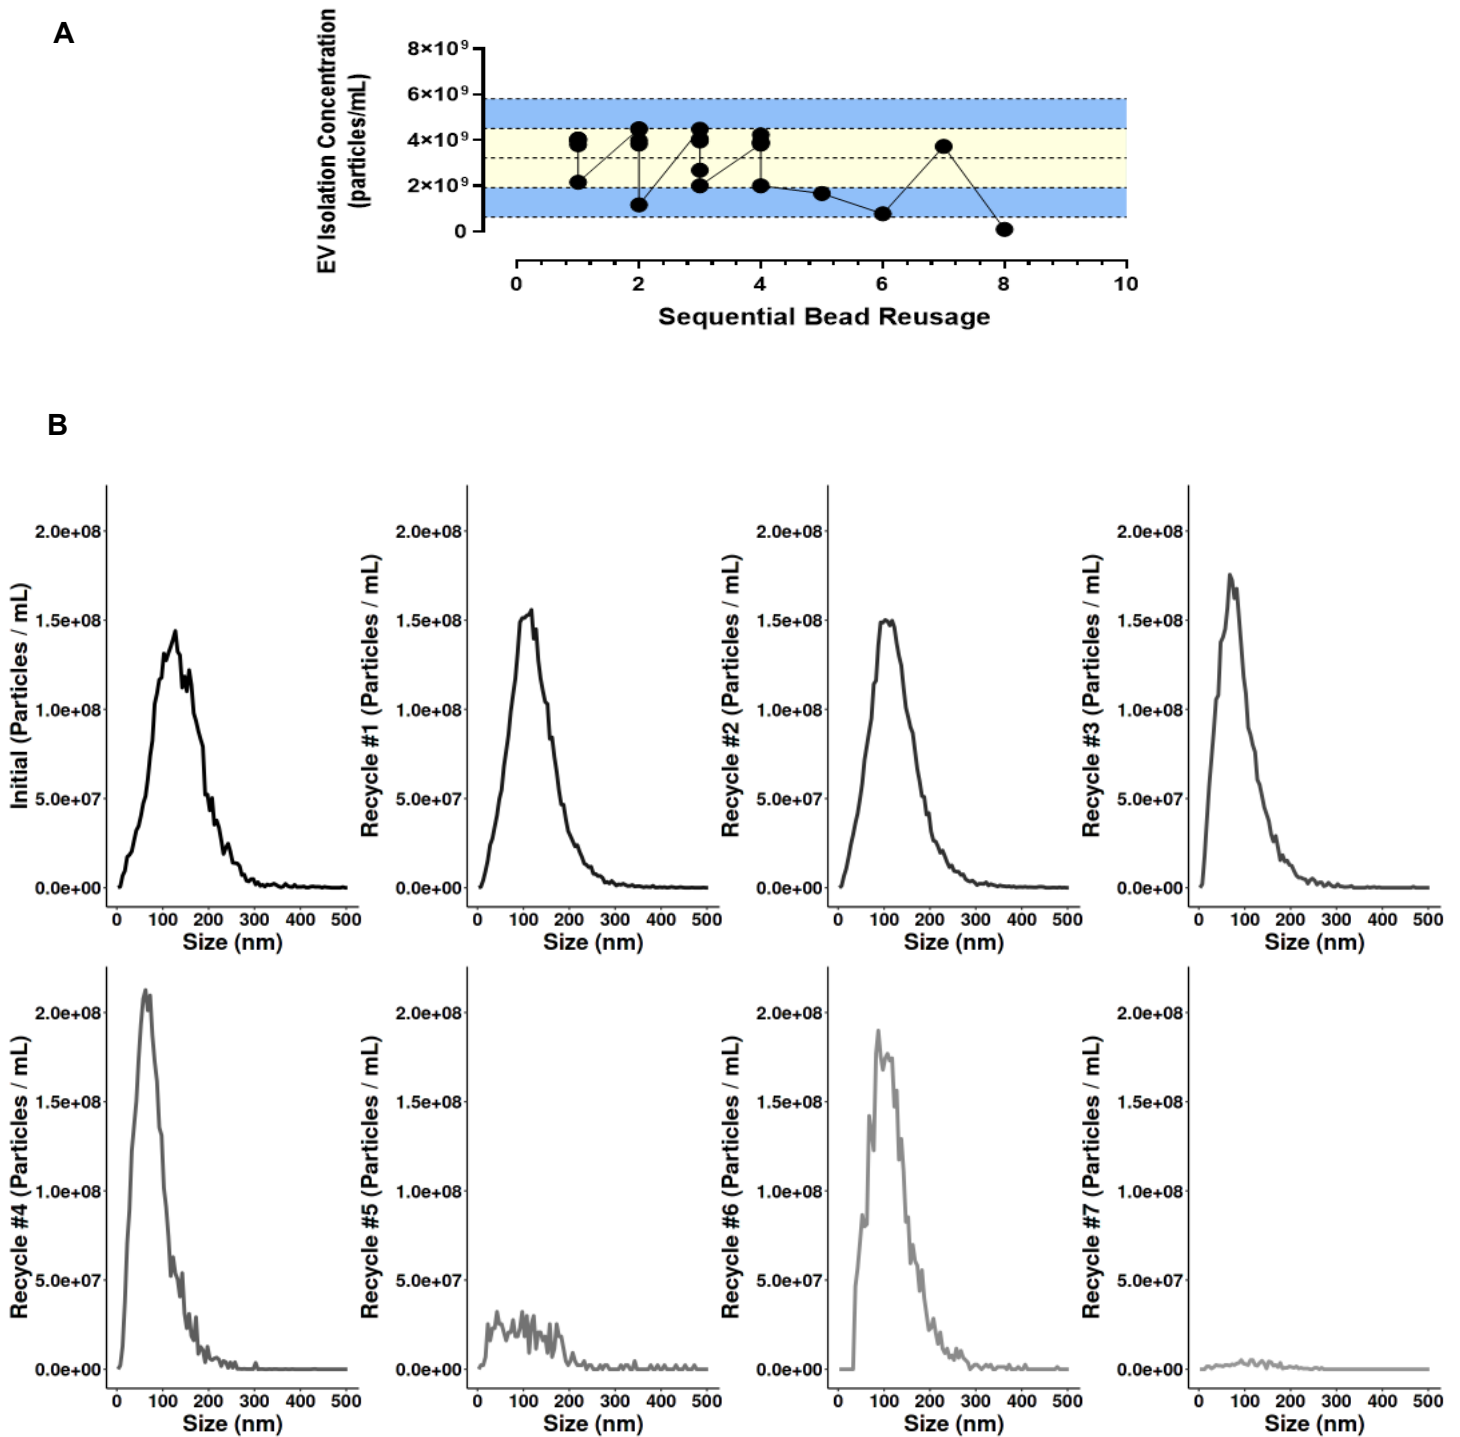 A
EV Isolation Concentration
(particles/mL)
8×10⁹
6×10⁹
4×10⁹
2×10⁹
0
0 2 4 6 8 10
Sequential Bead Reusage
B
Initial (Particles / mL)
2.0e+08
1.5e+08
1.0e+08
5.0e+07
0.0e+00
0 100 200 300 400 500
Size (nm)
Recycle #1 (Particles / mL)
2.0e+08
1.5e+08
1.0e+08
5.0e+07
0.0e+00
0 100 200 300 400 500
Size (nm)
Recycle #2 (Particles / mL)
2.0e+08
1.5e+08
1.0e+08
5.0e+07
0.0e+00
0 100 200 300 400 500
Size (nm)
Recycle #3 (Particles / mL)
2.0e+08
1.5e+08
1.0e+08
5.0e+07
0.0e+00
0 100 200 300 400 500
Size (nm)
Recycle #4 (Particles / mL)
2.0e+08
1.5e+08
1.0e+08
5.0e+07
0.0e+00
0 100 200 300 400 500
Size (nm)
Recycle #5 (Particles / mL)
2.0e+08
1.5e+08
1.0e+08
5.0e+07
0.0e+00
0 100 200 300 400 500
Size (nm)
Recycle #6 (Particles / mL)
2.0e+08
1.5e+08
1.0e+08
5.0e+07
0.0e+00
0 100 200 300 400 500
Size (nm)
Recycle #7 (Particles / mL)
2.0e+08
1.5e+08
1.0e+08
5.0e+07
0.0e+00
0 100 200 300 400 500
Size (nm)